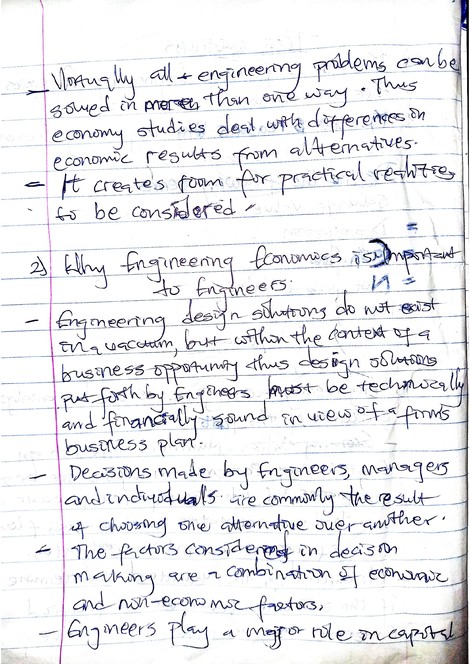 - Virtually all engineering problems can be
solved in more than one way. Thus
economy studies deal with differences in
economic results from alternatives.
= It creates room for practical realities
to be considered.
2) Why Engineering Economics is important
to Engineers.
- Engineering design solutions do not exist
in a vacuum, but within the context of a
business opportunity thus design solutions
put forth by Engineers must be technically
and financially sound in view of a firms
business plan.
- Decisions made by Engineers, managers
and individuals are commonly the result
of choosing one alternative over another.
- The factors considered in decision
making are a combination of economic
and non-economic factors.
- Engineers play a major role in capital